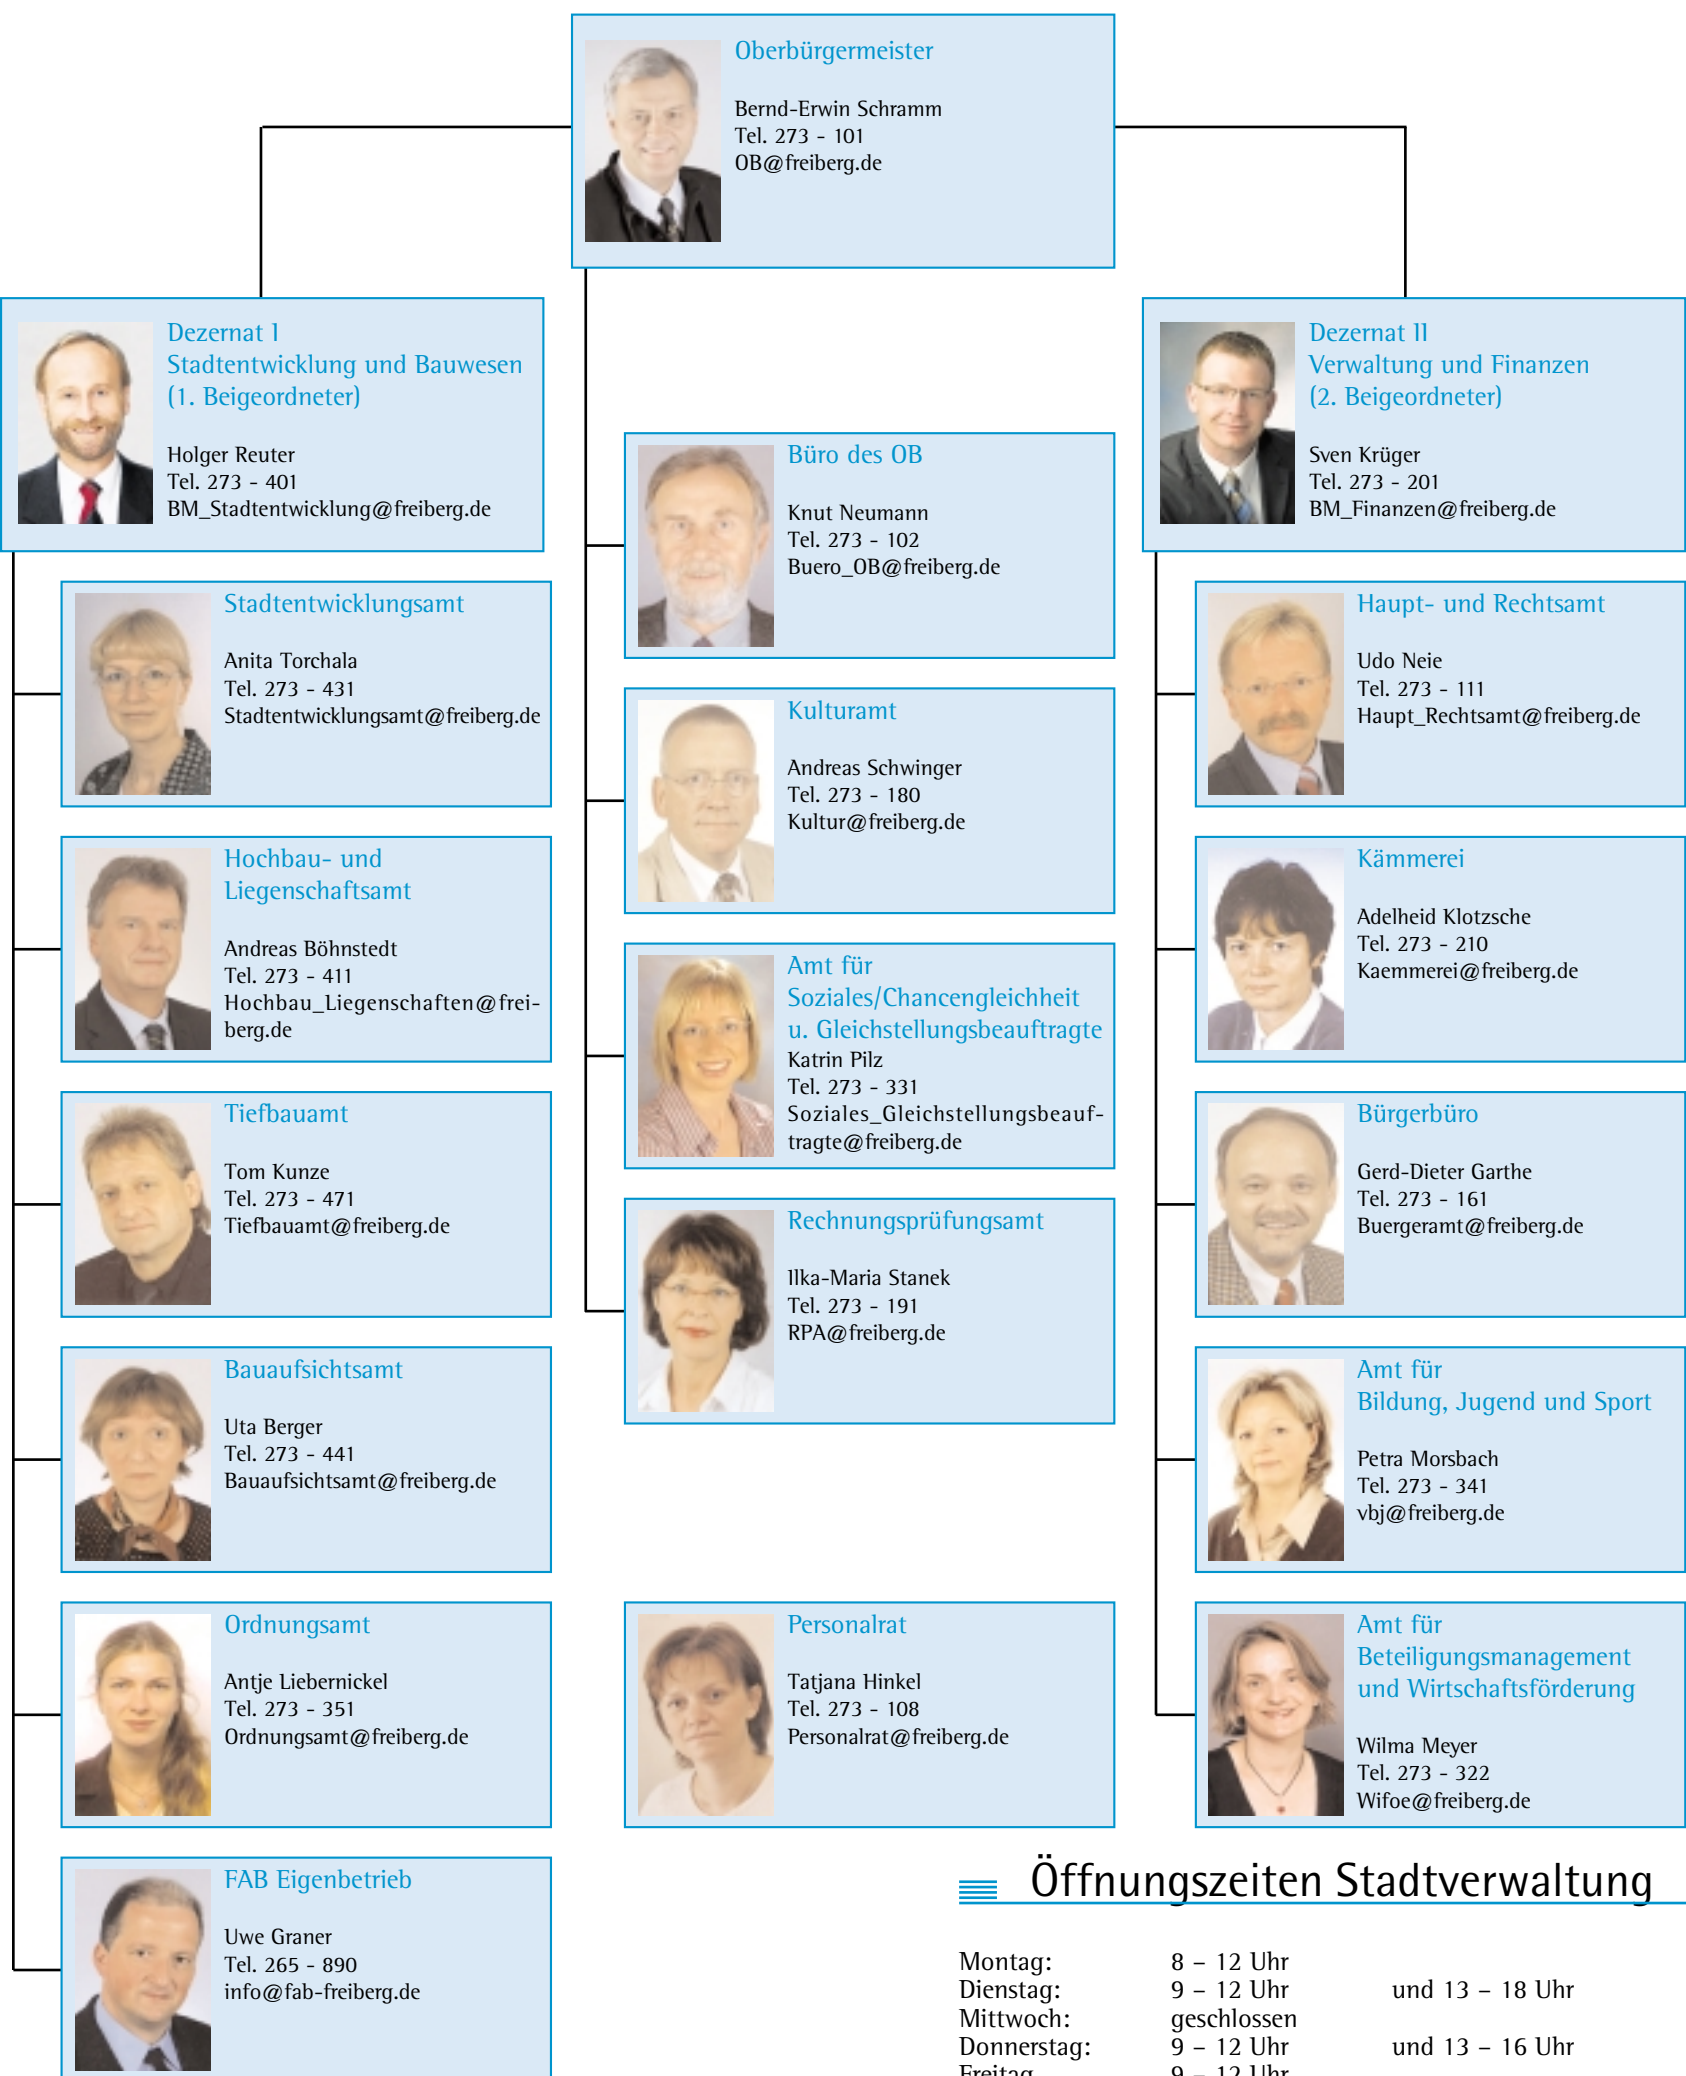 Oberbürgermeister
Bernd-Erwin Schramm
Tel. 273 - 101
OB@freiberg.de
Dezernat I
Stadtentwicklung und Bauwesen
(1. Beigeordneter)
Holger Reuter
Tel. 273 - 401
BM_Stadtentwicklung@freiberg.de
Stadtentwicklungsamt
Anita Torchala
Tel. 273 - 431
Stadtentwicklungsamt@freiberg.de
Hochbau- und
Liegenschaftsamt
Andreas Böhnstedt
Tel. 273 - 411
Hochbau_Liegenschaften@frei-
berg.de
Tiefbauamt
Tom Kunze
Tel. 273 - 471
Tiefbauamt@freiberg.de
Bauaufsichtsamt
Uta Berger
Tel. 273 - 441
Bauaufsichtsamt@freiberg.de
Ordnungsamt
Antje Liebernickel
Tel. 273 - 351
Ordnungsamt@freiberg.de
FAB Eigenbetrieb
Uwe Graner
Tel. 265 - 890
info@fab-freiberg.de
Büro des OB
Knut Neumann
Tel. 273 - 102
Buero_OB@freiberg.de
Kulturamt
Andreas Schwinger
Tel. 273 - 180
Kultur@freiberg.de
Amt für
Soziales/Chancengleichheit
u. Gleichstellungsbeauftragte
Katrin Pilz
Tel. 273 - 331
Soziales_Gleichstellungsbeauf-
tragte@freiberg.de
Rechnungsprüfungsamt
Ilka-Maria Stanek
Tel. 273 - 191
RPA@freiberg.de
Personalrat
Tatjana Hinkel
Tel. 273 - 108
Personalrat@freiberg.de
Dezernat II
Verwaltung und Finanzen
(2. Beigeordneter)
Sven Krüger
Tel. 273 - 201
BM_Finanzen@freiberg.de
Haupt- und Rechtsamt
Udo Neie
Tel. 273 - 111
Haupt_Rechtsamt@freiberg.de
Kämmerei
Adelheid Klotzsche
Tel. 273 - 210
Kaemmerei@freiberg.de
Bürgerbüro
Gerd-Dieter Garthe
Tel. 273 - 161
Buergeramt@freiberg.de
Amt für
Bildung, Jugend und Sport
Petra Morsbach
Tel. 273 - 341
vbj@freiberg.de
Amt für
Beteiligungsmanagement
und Wirtschaftsförderung
Wilma Meyer
Tel. 273 - 322
Wifoe@freiberg.de
Öffnungszeiten Stadtverwaltung
Montag: 8 – 12 Uhr
Dienstag: 9 – 12 Uhr und 13 – 18 Uhr
Mittwoch: geschlossen
Donnerstag: 9 – 12 Uhr und 13 – 16 Uhr
Freitag 9 – 12 Uhr